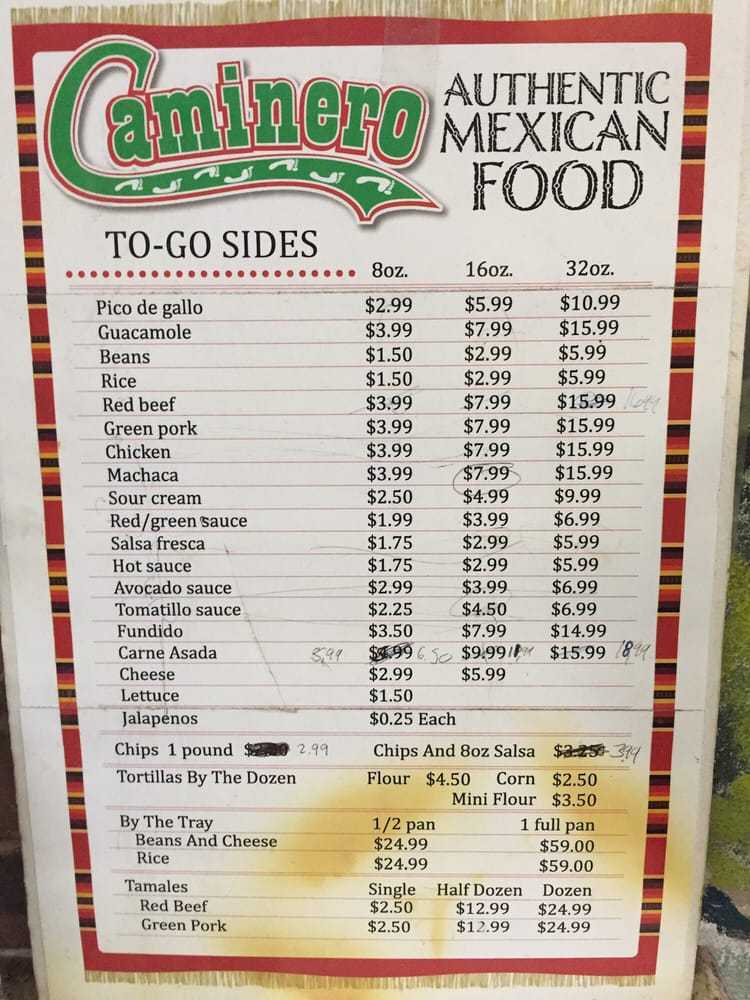 Caminero
AUTHENTIC
MEXICAN
FOOD
TO-GO SIDES
8oz. 16oz. 32oz.
Pico de gallo $2.99 $5.99 $10.99
Guacamole $3.99 $7.99 $15.99
Beans $1.50 $2.99 $5.99
Rice $1.50 $2.99 $5.99
Red beef $3.99 $7.99 $15.99 16.99
Green pork $3.99 $7.99 $15.99
Chicken $3.99 $7.99 $15.99
Machaca $3.99 $7.99 $15.99
Sour cream $2.50 $4.99 $9.99
Red/green sauce $1.99 $3.99 $6.99
Salsa fresca $1.75 $2.99 $5.99
Hot sauce $1.75 $2.99 $5.99
Avocado sauce $2.99 $3.99 $6.99
Tomatillo sauce $2.25 $4.50 $6.99
Fundido $3.50 $7.99 $14.99
Carne Asada 5.99 6.50 $9.99 $15.99 18.99
Cheese $2.99 $5.99
Lettuce $1.50
Jalapenos $0.25 Each
Chips 1 pound 2.99 Chips And 8oz Salsa $3.25 3.99
Tortillas By The Dozen Flour $4.50 Corn $2.50
Mini Flour $3.50
By The Tray 1/2 pan 1 full pan
Beans And Cheese $24.99 $59.00
Rice $24.99 $59.00
Tamales Single Half Dozen Dozen
Red Beef $2.50 $12.99 $24.99
Green Pork $2.50 $12.99 $24.99